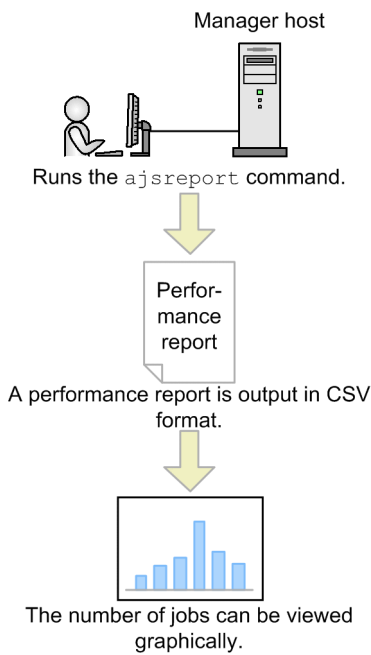 Manager host
Runs the ajsreport command.
Perfor-
mance
report
A performance report is output in CSV
format.
The number of jobs can be viewed
graphically.